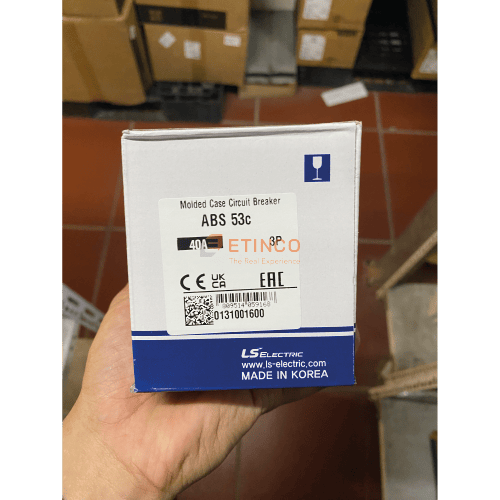 Molded Case Circuit Breaker
ABS 53c
40A 3P
ETINCO
The Real Experience
CE UK CA EAC
0131001600
LS ELECTRIC
www.ls-electric.com
MADE IN KOREA